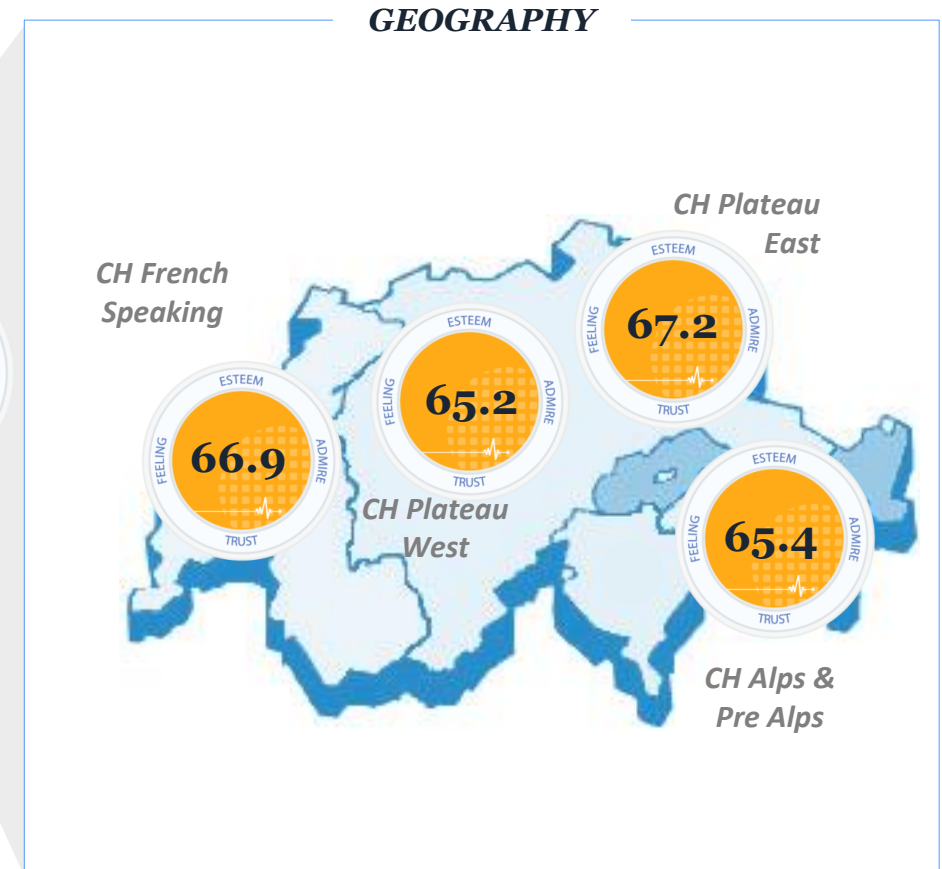 GEOGRAPHY
CH Plateau
East
ESTEEM
FEELING
67.2
ADMIRE
TRUST
CH French
Speaking
ESTEEM
FEELING
65.2
ADMIRE
TRUST
CH Plateau
West
ESTEEM
FEELING
66.9
ADMIRE
TRUST
ESTEEM
FEELING
65.4
ADMIRE
TRUST
CH Alps &
Pre Alps